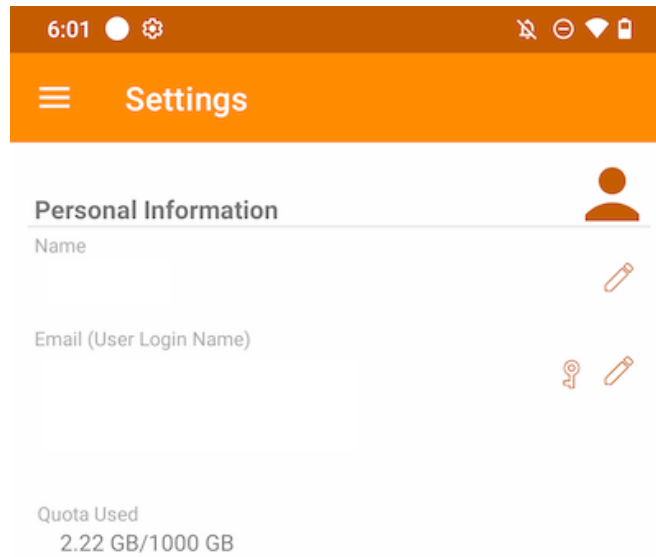 6:01
Settings
Personal Information
Name
Email (User Login Name)
Quota Used
2.22 GB/1000 GB